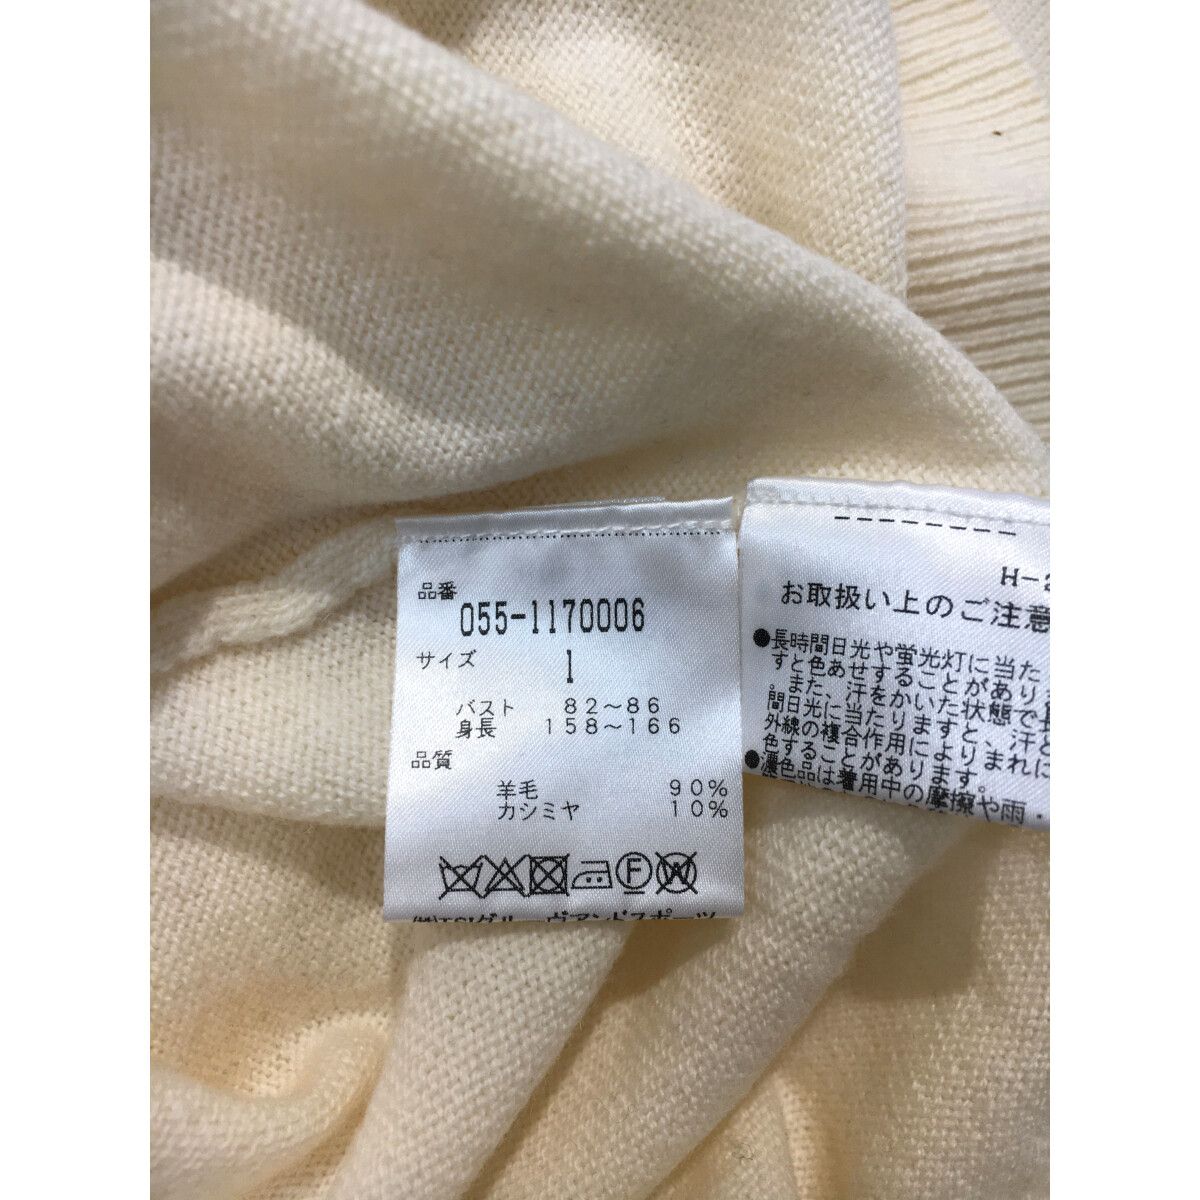 品番
055-1170006
サイズ 1
バスト 82〜86
身長 158〜166
品質
羊毛 90%
カシミヤ 10%
F
W
H-
お取扱い上のご注意
●長時間日光や蛍光灯に当た
すと色あせすることがあり
。また、汗をかいた状態で長
間日光に当たりますと、汗と
外線の複合作用によりまれに
色することがあります。
●濃色品は着用中の摩擦や雨・